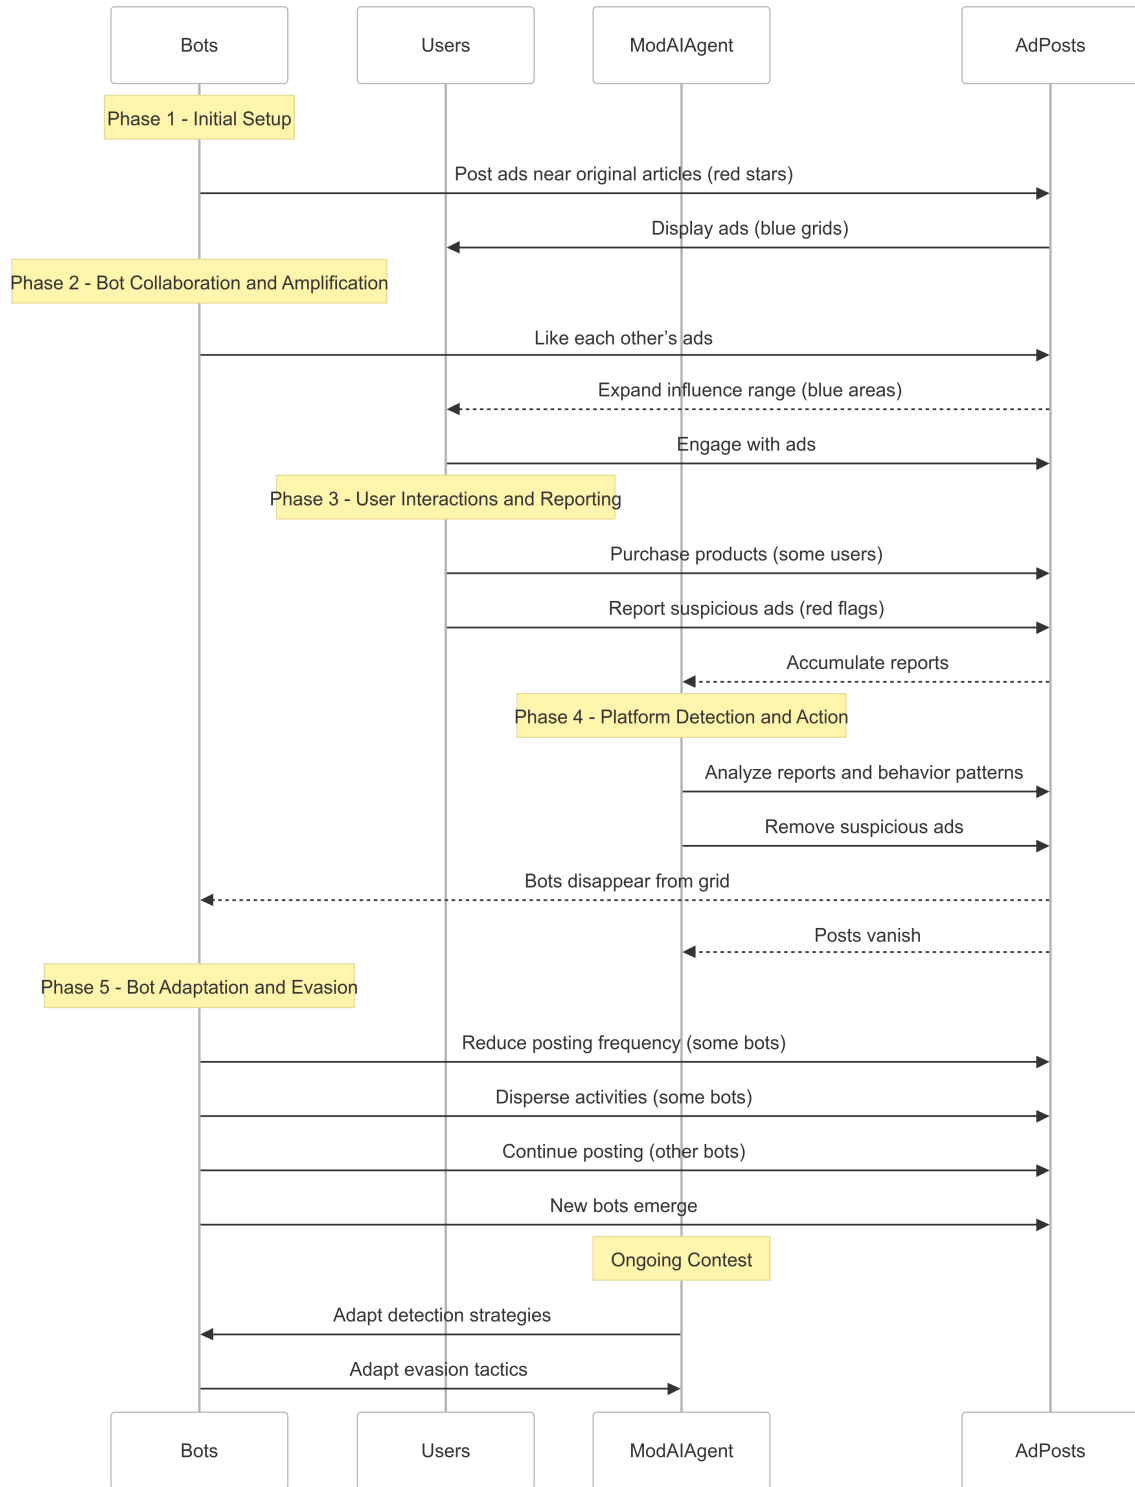 Bots
Users
ModAIAgent
AdPosts
Phase 1 - Initial Setup
Post ads near original articles (red stars)
Display ads (blue grids)
Phase 2 - Bot Collaboration and Amplification
Like each other’s ads
Expand influence range (blue areas)
Engage with ads
Phase 3 - User Interactions and Reporting
Purchase products (some users)
Report suspicious ads (red flags)
Accumulate reports
Phase 4 - Platform Detection and Action
Analyze reports and behavior patterns
Remove suspicious ads
Bots disappear from grid
Posts vanish
Phase 5 - Bot Adaptation and Evasion
Reduce posting frequency (some bots)
Disperse activities (some bots)
Continue posting (other bots)
New bots emerge
Ongoing Contest
Adapt detection strategies
Adapt evasion tactics
Bots
Users
ModAIAgent
AdPosts